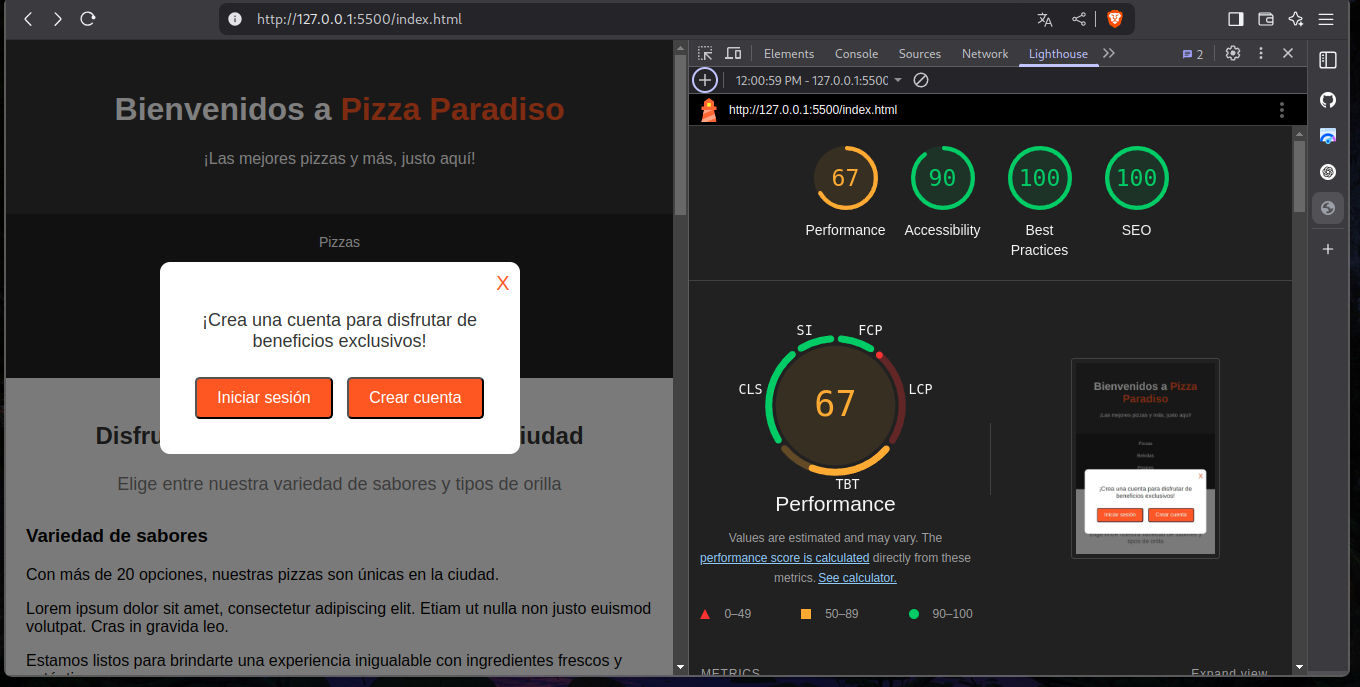 http://127.0.0.1:5500/index.html
Bienvenidos a Pizza Paradiso
¡Las mejores pizzas y más, justo aquí!
Pizzas
X
¡Crea una cuenta para disfrutar de
beneficios exclusivos!
Iniciar sesión
Crear cuenta
Disfru iudad
Elige entre nuestra variedad de sabores y tipos de orilla
Variedad de sabores
Con más de 20 opciones, nuestras pizzas son únicas en la ciudad.
Lorem ipsum dolor sit amet, consectetur adipiscing elit. Etiam ut nulla non justo euismod
volutpat. Cras in gravida leo.
Estamos listos para brindarte una experiencia inigualable con ingredientes frescos y
Elements Console Sources Network Lighthouse 2
12:00:59 PM - 127.0.0.1:5500
http://127.0.0.1:5500/index.html
67 90 100 100
Performance Accessibility Best
Practices
SEO
SI FCP
CLS LCP
67
TBT
Performance
Values are estimated and may vary. The
performance score is calculated directly from these
metrics. See calculator.
0–49 50–89 90–100
Bienvenidos a Pizza
Paradiso
¡Las mejores pizzas y más, justo aquí!
Pizzas
Bebidas
Postres
X
¡Crea una cuenta para disfrutar de
beneficios exclusivos!
Iniciar sesión Crear cuenta
Elige entre nuestra variedad de sabores y
tipos de orilla
METRICS Expand view